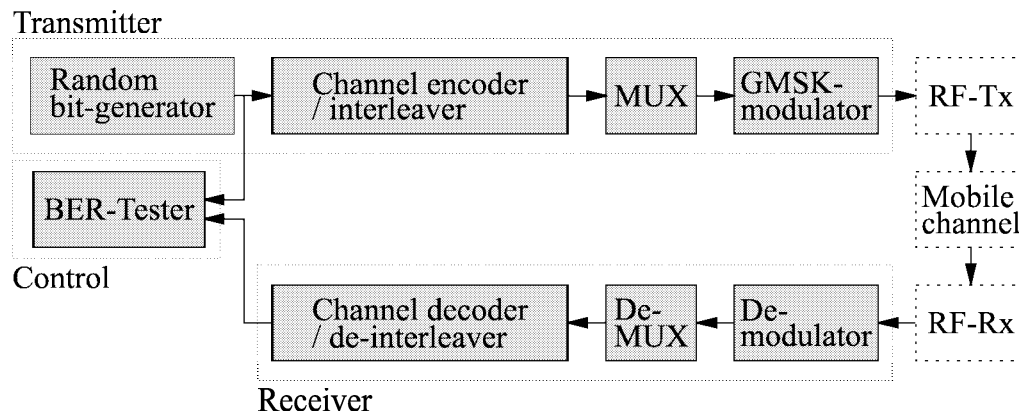 Transmitter
Random
bit-generator
Channel encoder
/ interleaver
MUX
GMSK-
modulator
RF-Tx
BER-Tester
Mobile
channel
Control
Channel decoder
/ de-interleaver
De-
MUX
De-
modulator
RF-Rx
Receiver